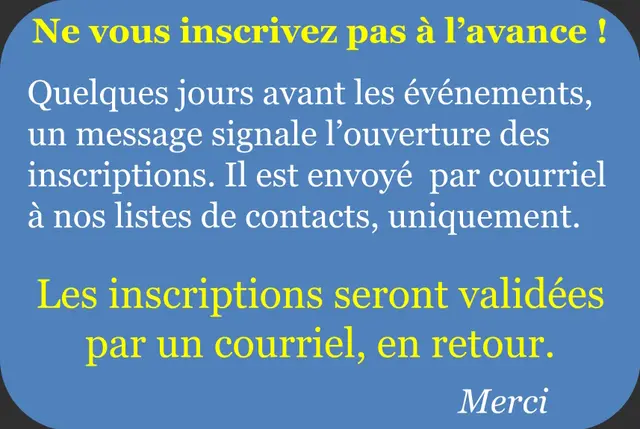 Ne vous inscrivez pas à l’avance !
Quelques jours avant les événements,
un message signale l’ouverture des
inscriptions. Il est envoyé  par courriel
à nos listes de contacts, uniquement.
Les inscriptions seront validées
par un courriel, en retour.
Merci